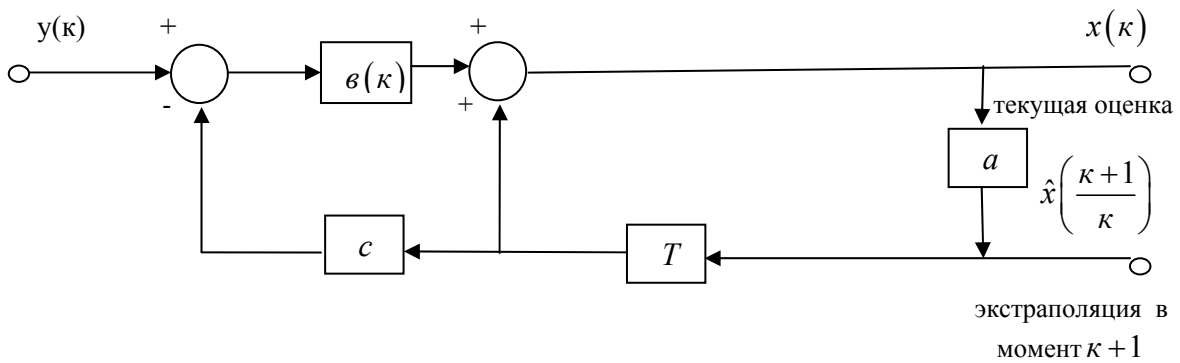 y(к)
+
-
в(к)
+
+
x(к)
текущая оценка
a
x̂((к+1)/к)
c
T
экстраполяция в
момент к+1